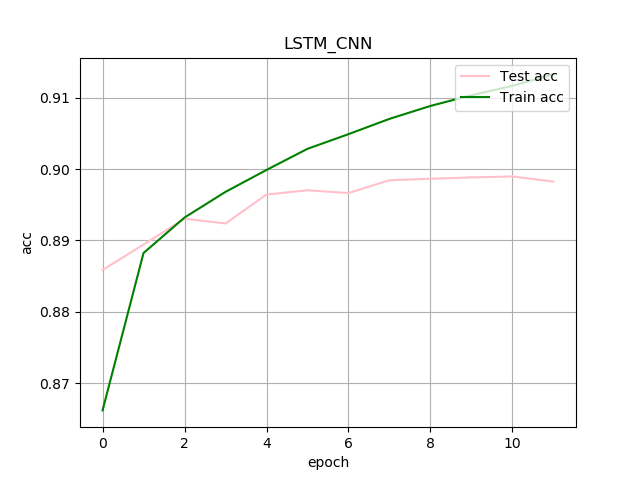 LSTM_CNN
Test acc
Train acc
0.91
0.90
0.89
0.88
0.87
acc
0 2 4 6 8 10
epoch